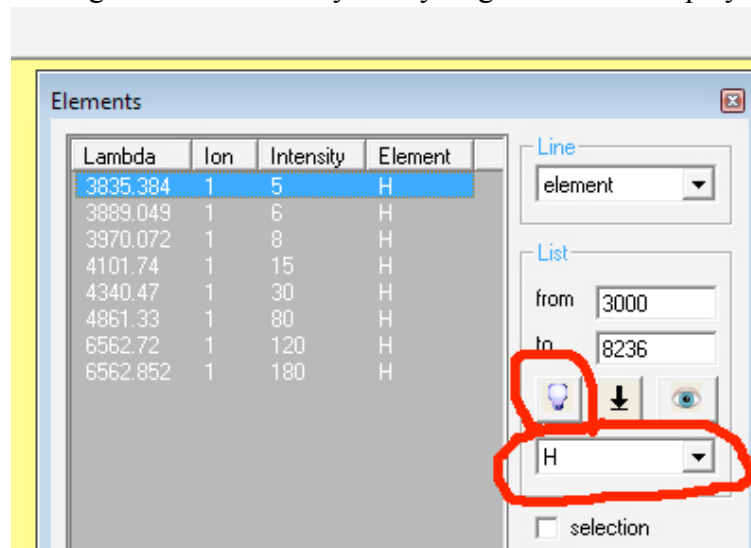 Elements
Lambda Ion Intensity Element
3835.384 1 5 H
3889.049 1 6 H
3970.072 1 8 H
4101.74 1 15 H
4340.47 1 30 H
4861.33 1 80 H
6562.72 1 120 H
6562.852 1 180 H
Line
element
List
from 3000
to 8236
H
selection